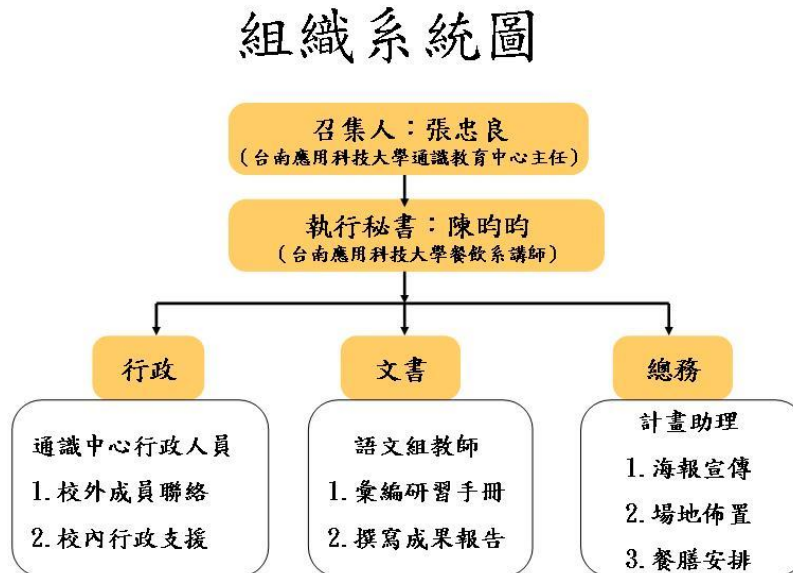 組織系統圖
召集人：張忠良
(台南應用科技大學通識教育中心主任)
執行秘書：陳昀昀
(台南應用科技大學餐飲系講師)
行政
文書
總務
通識中心行政人員
1.校外成員聯絡
2.校內行政支援
語文組教師
1.彙編研習手冊
2.撰寫成果報告
計畫助理
1.海報宣傳
2.場地佈置
3.餐膳安排